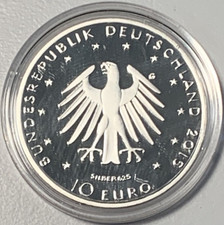 BUNDESREPUBLIK DEUTSCHLAND 2015
G
SILBER 625
10 EURO